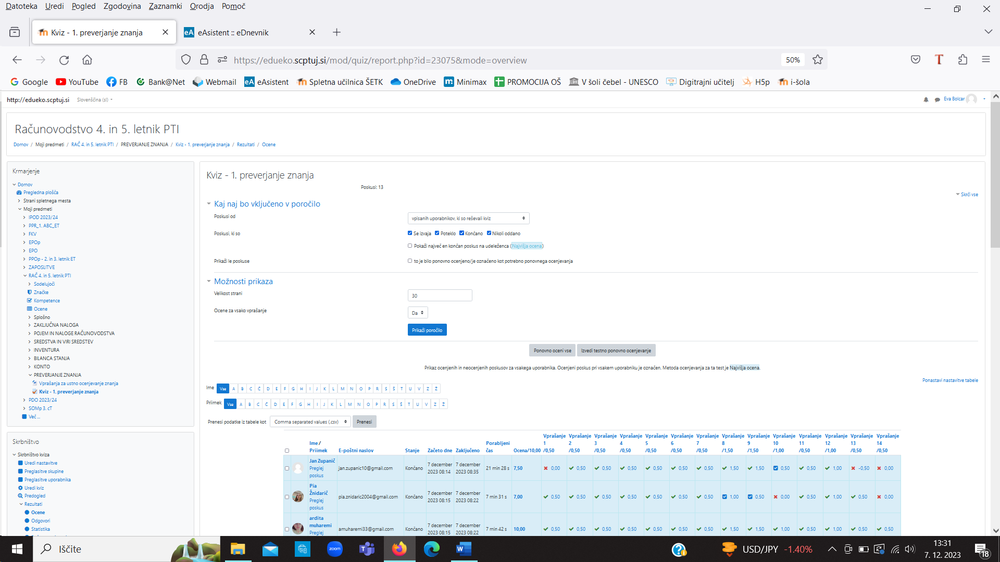 Datoteka Uredi Pogled Zgodovina Zaznamki Orodja Pomoč
Kviz - 1. preverjanje znanja
eA eAsistent :: eDnevnik
https://edueko.scptuj.si/mod/quiz/report.php?id=23075&mode=overview 50%
Google YouTube FB Bank@Net Webmail eA eAsistent Spletna učilnica ŠETK OneDrive Minimax PROMOCIJA OŠ V šoli čebel - UNESCO Digitrajni učitelj H5p i-šola
http://edueko.scptuj.si Slovenščina (sl) Eva Bolcar
Računovodstvo 4. in 5. letnik PTI
Domov / Moji predmeti / RAČ 4. in 5. letnik PTI / PREVERJANJE ZNANJA / Kviz - 1. preverjanje znanja / Rezultati / Ocene
Krmarjenje
Domov
Pregledna plošča
Strani spletnega mesta
Moji predmeti
IPOD 2023/24
PPR_1. ABC_ET
FKV
EPOp
EPO
PPOp - 2. in 3. letnik ET
ZAPOSLITVE
RAČ 4. in 5. letnik PTI
Sodelujoči
Značke
Kompetence
Ocene
Splošno
ZAKLJUČNA NALOGA
POJEM IN NALOGE RAČUNOVODSTVA
SREDSTVA IN VIRI SREDSTEV
INVENTURA
BILANCA STANJA
KONTO
PREVERJANJE ZNANJA
Vprašanja za ustno ocenjevanje znanja
Kviz - 1. preverjanje znanja
PDO 2023/24
SOMp 3. cT
Več ...
Skrbništvo
Skrbništvo kviza
Uredi nastavitve
Preglasitve skupine
Preglasitve uporabnika
Uredi kviz
Predogled
Rezultati
Ocene
Odgovori
Statistika
Kviz - 1. preverjanje znanja
Poskusi: 13
Skrči vse
Kaj naj bo vključeno v poročilo
Poskusi od vpisanih uporabnikov, ki so reševali kviz
Poskusi, ki so Se izvaja Poteklo Končano Nikoli oddano
Pokaži največ en končan poskus na udeleženca (Najvišja ocena)
Prikaži le poskuse to je bilo ponovno ocenjeno/je označeno kot potrebno ponovnega ocenjevanja
Možnosti prikaza
Velikost strani 30
Ocene za vsako vprašanje Da
Prikaži poročilo
Ponovno oceni vse Izvedi testno ponovno ocenjevanje
Prikaz ocenjenih in neocenjenih poskusov za vsakega uporabnika. Ocenjeni poskus pri vsakem uporabniku je označen. Metoda ocenjevanja za ta test je Najvišja ocena.
Ponastavi nastavitve tabele
Ime Vse A B C Č D E F G H I J K L M N O P R S Š T U V Z Ž
Priimek Vse A B C Č D E F G H I J K L M N O P R S Š T U V Z Ž
Prenesi podatke iz tabele kot Comma separated values (.csv) Prenesi
Ime / Priimek E-poštni naslov Stanje Začeto dne Zaključeno Porabljeni čas Ocena/10,00 Vprašanje 1 /0,50 Vprašanje 2 /0,50 Vprašanje 3 /0,50 Vprašanje 4 /0,50 Vprašanje 5 /0,50 Vprašanje 6 /0,50 Vprašanje 7 /0,50 Vprašanje 8 /1,50 Vprašanje 9 /1,50 Vprašanje 10 /1,00 Vprašanje 11 /0,50 Vprašanje 12 /1,00 Vprašanje 13 /0,50 Vprašanje 14 /0,50
Jan Zupanič Preglej poskus jan.zupanic10@gmail.com Končano 7 december 2023 08:14 7 december 2023 08:35 21 min 28 s 7,50 0,00 0,50 0,50 0,50 0,50 0,50 0,50 1,50 1,50 0,50 0,50 1,00 -0,50 0,00
Pia Žnidarič Preglej poskus pia.znidaric2004@gmail.com Končano 7 december 2023 08:15 7 december 2023 08:22 7 min 31 s 7,00 0,50 0,50 0,50 0,50 0,50 0,50 0,50 1,00 0,50 0,00 0,50 1,00 0,50 0,00
ardita muharemi Preglej amuharemi33@gmail.com Končano 7 december 2023 08:15 7 december 2023 08:22 7 min 42 s 10,00 0,50 0,50 0,50 0,50 0,50 0,50 0,50 1,50 1,50 1,00 0,50 1,00 0,50 0,50
Iščite zoom USD/JPY -1.40% 13:31
7. 12. 2023 18